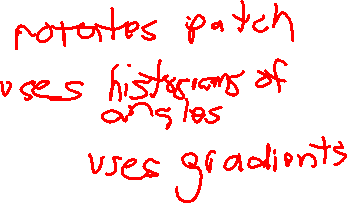 rotates patch
uses histograms of
angles
uses gradients